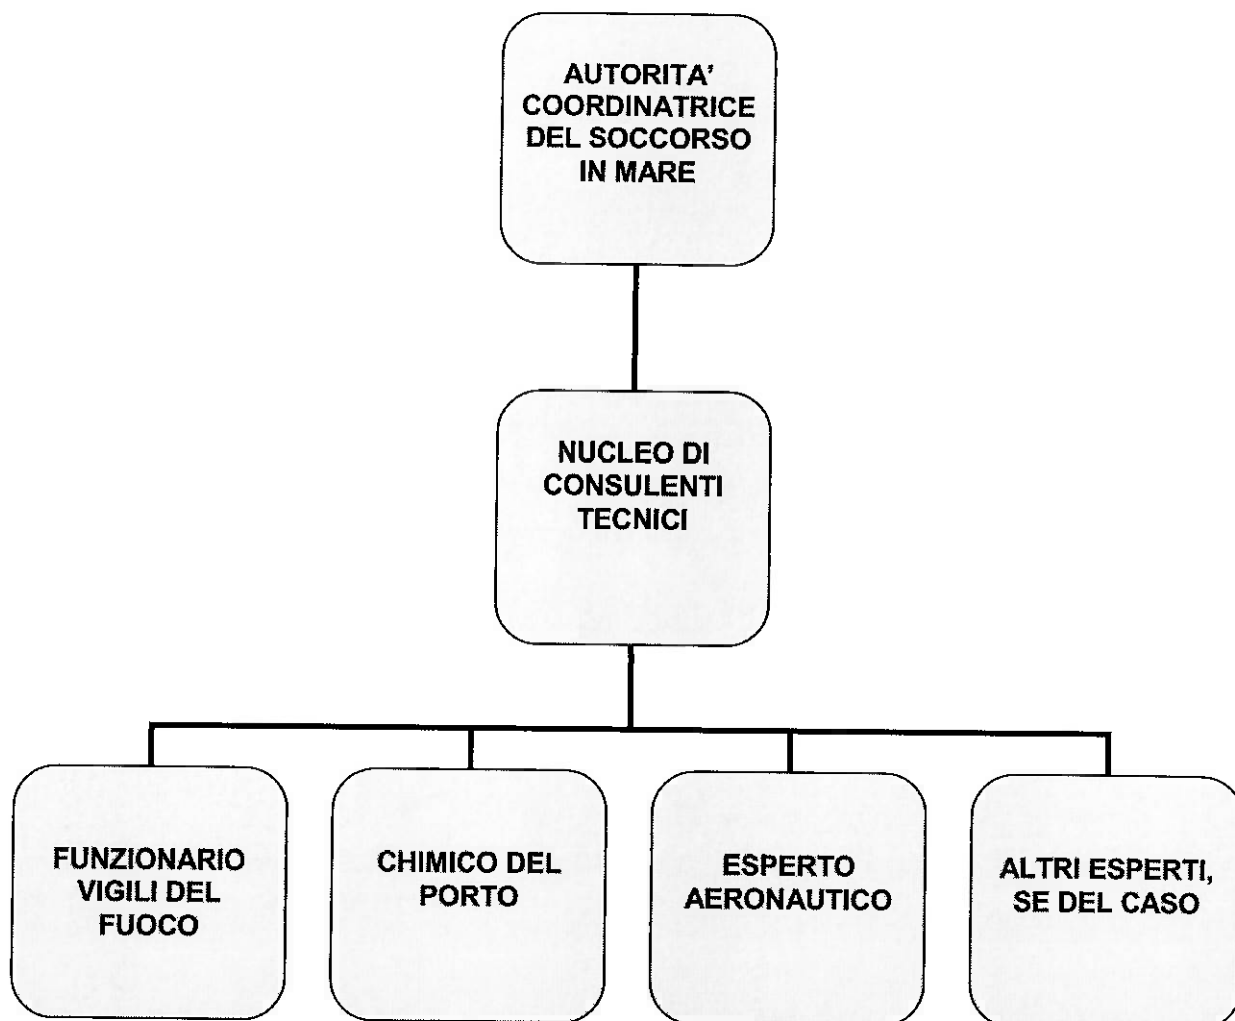 AUTORITA'
COORDINATRICE
DEL SOCCORSO
IN MARE
NUCLEO DI
CONSULENTI
TECNICI
FUNZIONARIO
VIGILI DEL
FUOCO
CHIMICO DEL
PORTO
ESPERTO
AERONAUTICO
ALTRI ESPERTI,
SE DEL CASO